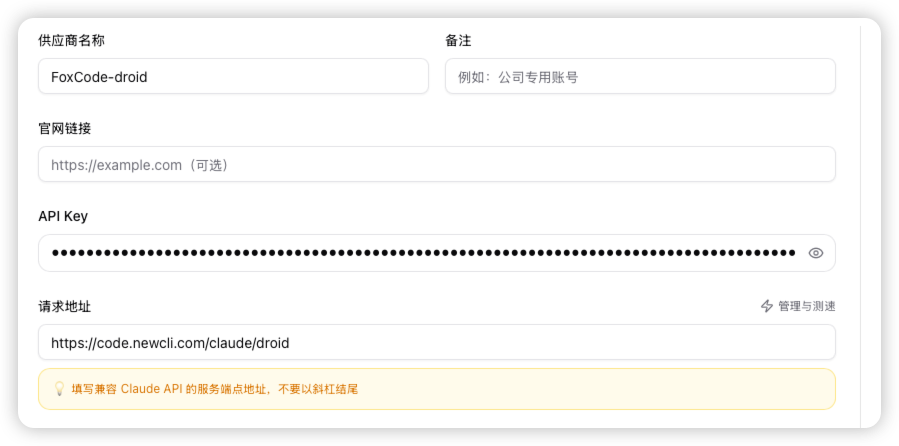 供应商名称
备注
FoxCode-droid
例如：公司专用账号
官网链接
https://example.com（可选）
API Key
请求地址
管理与测速
https://code.newcli.com/claude/droid
填写兼容 Claude API 的服务端点地址，不要以斜杠结尾